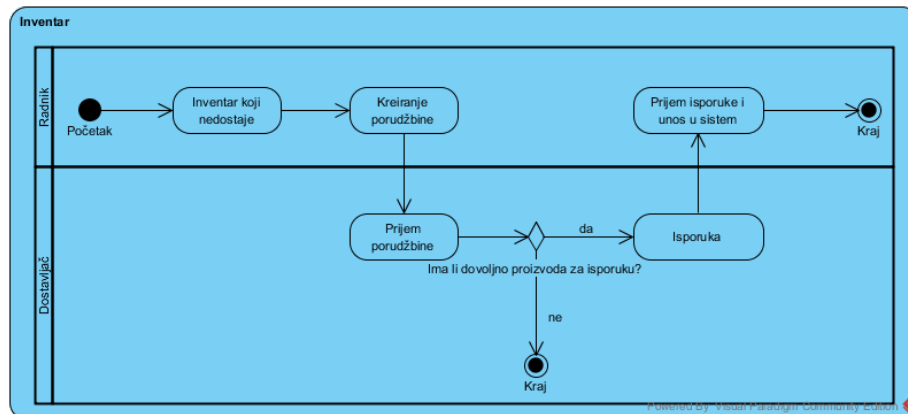 Inventar
Radnik
Početak
Inventar koji
nedostaje
Kreiranje
porudžbine
Prijem isporuke i
unos u sistem
Kraj
Dostavljač
Prijem
porudžbine
da
Isporuka
Ima li dovoljno proizvoda za isporuku?
ne
Kraj
Powered By Visual Paradigm Community Edition